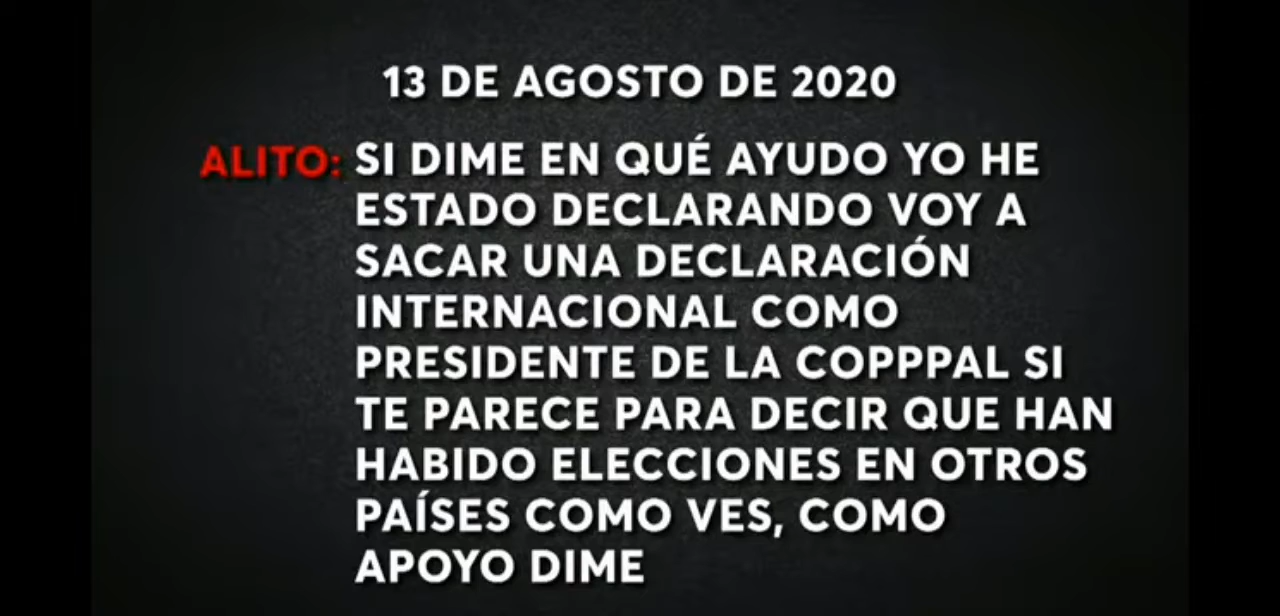 13 DE AGOSTO DE 2020
ALITO: SI DIME EN QUÉ AYUDO YO HE
ESTADO DECLARANDO VOY A
SACAR UNA DECLARACIÓN
INTERNACIONAL COMO
PRESIDENTE DE LA COPPPAL SI
TE PARECE PARA DECIR QUE HAN
HABIDO ELECCIONES EN OTROS
PAÍSES COMO VES, COMO
APOYO DIME